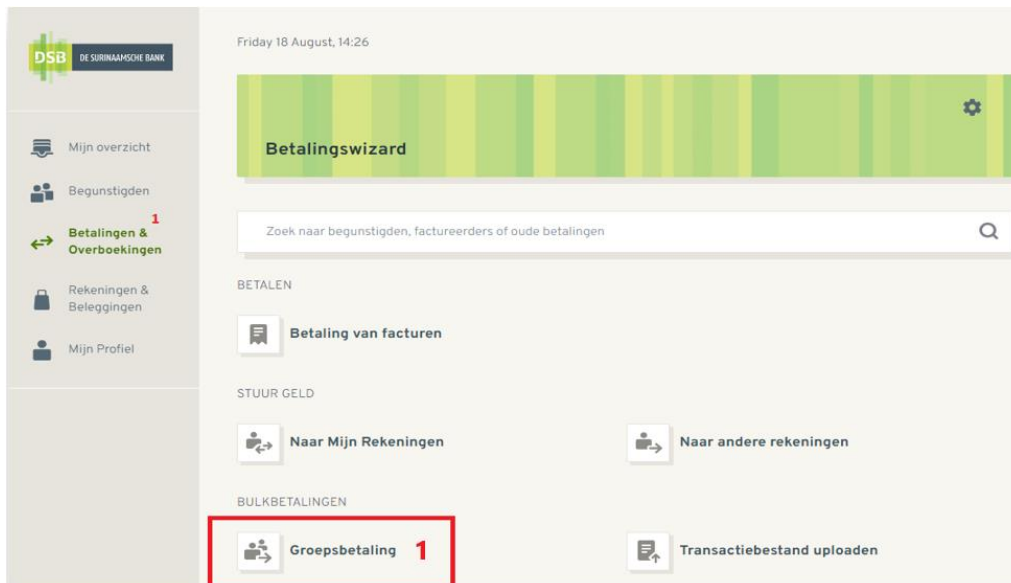 DSB DE SURINAAMSCHE BANK
Friday 18 August, 14:26
Betalingswizard
Mijn overzicht
Begunstigden
1
Betalingen &
Overboekingen
Rekeningen &
Beleggingen
Mijn Profiel
Zoek naar begunstigden, factureerders of oude betalingen
BETALEN
Betaling van facturen
STUUR GELD
Naar Mijn Rekeningen
Naar andere rekeningen
BULKBETALINGEN
Groepsbetaling 1
Transactiebestand uploaden